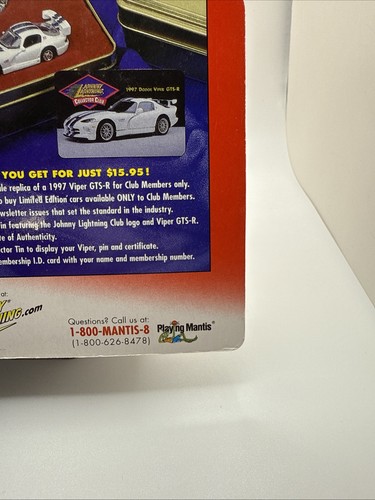 JOHNNY
LIGHTNING
COLLECTOR CLUB
1997 DODGE VIPER GTS-R
YOU GET FOR JUST $15.95!
replica of a 1997 Viper GTS-R for Club Members only.
buy Limited Edition cars available ONLY to Club Members.
issues that set the standard in the industry.
in featuring the Johnny Lightning Club logo and Viper GTS-R.
of Authenticity.
Tin to display your Viper, pin and certificate.
I.D. card with your name and membership number.
at:
NING.com
Questions? Call us at:
1-800-MANTIS-8
(1-800-626-8478)
Playing Mantis